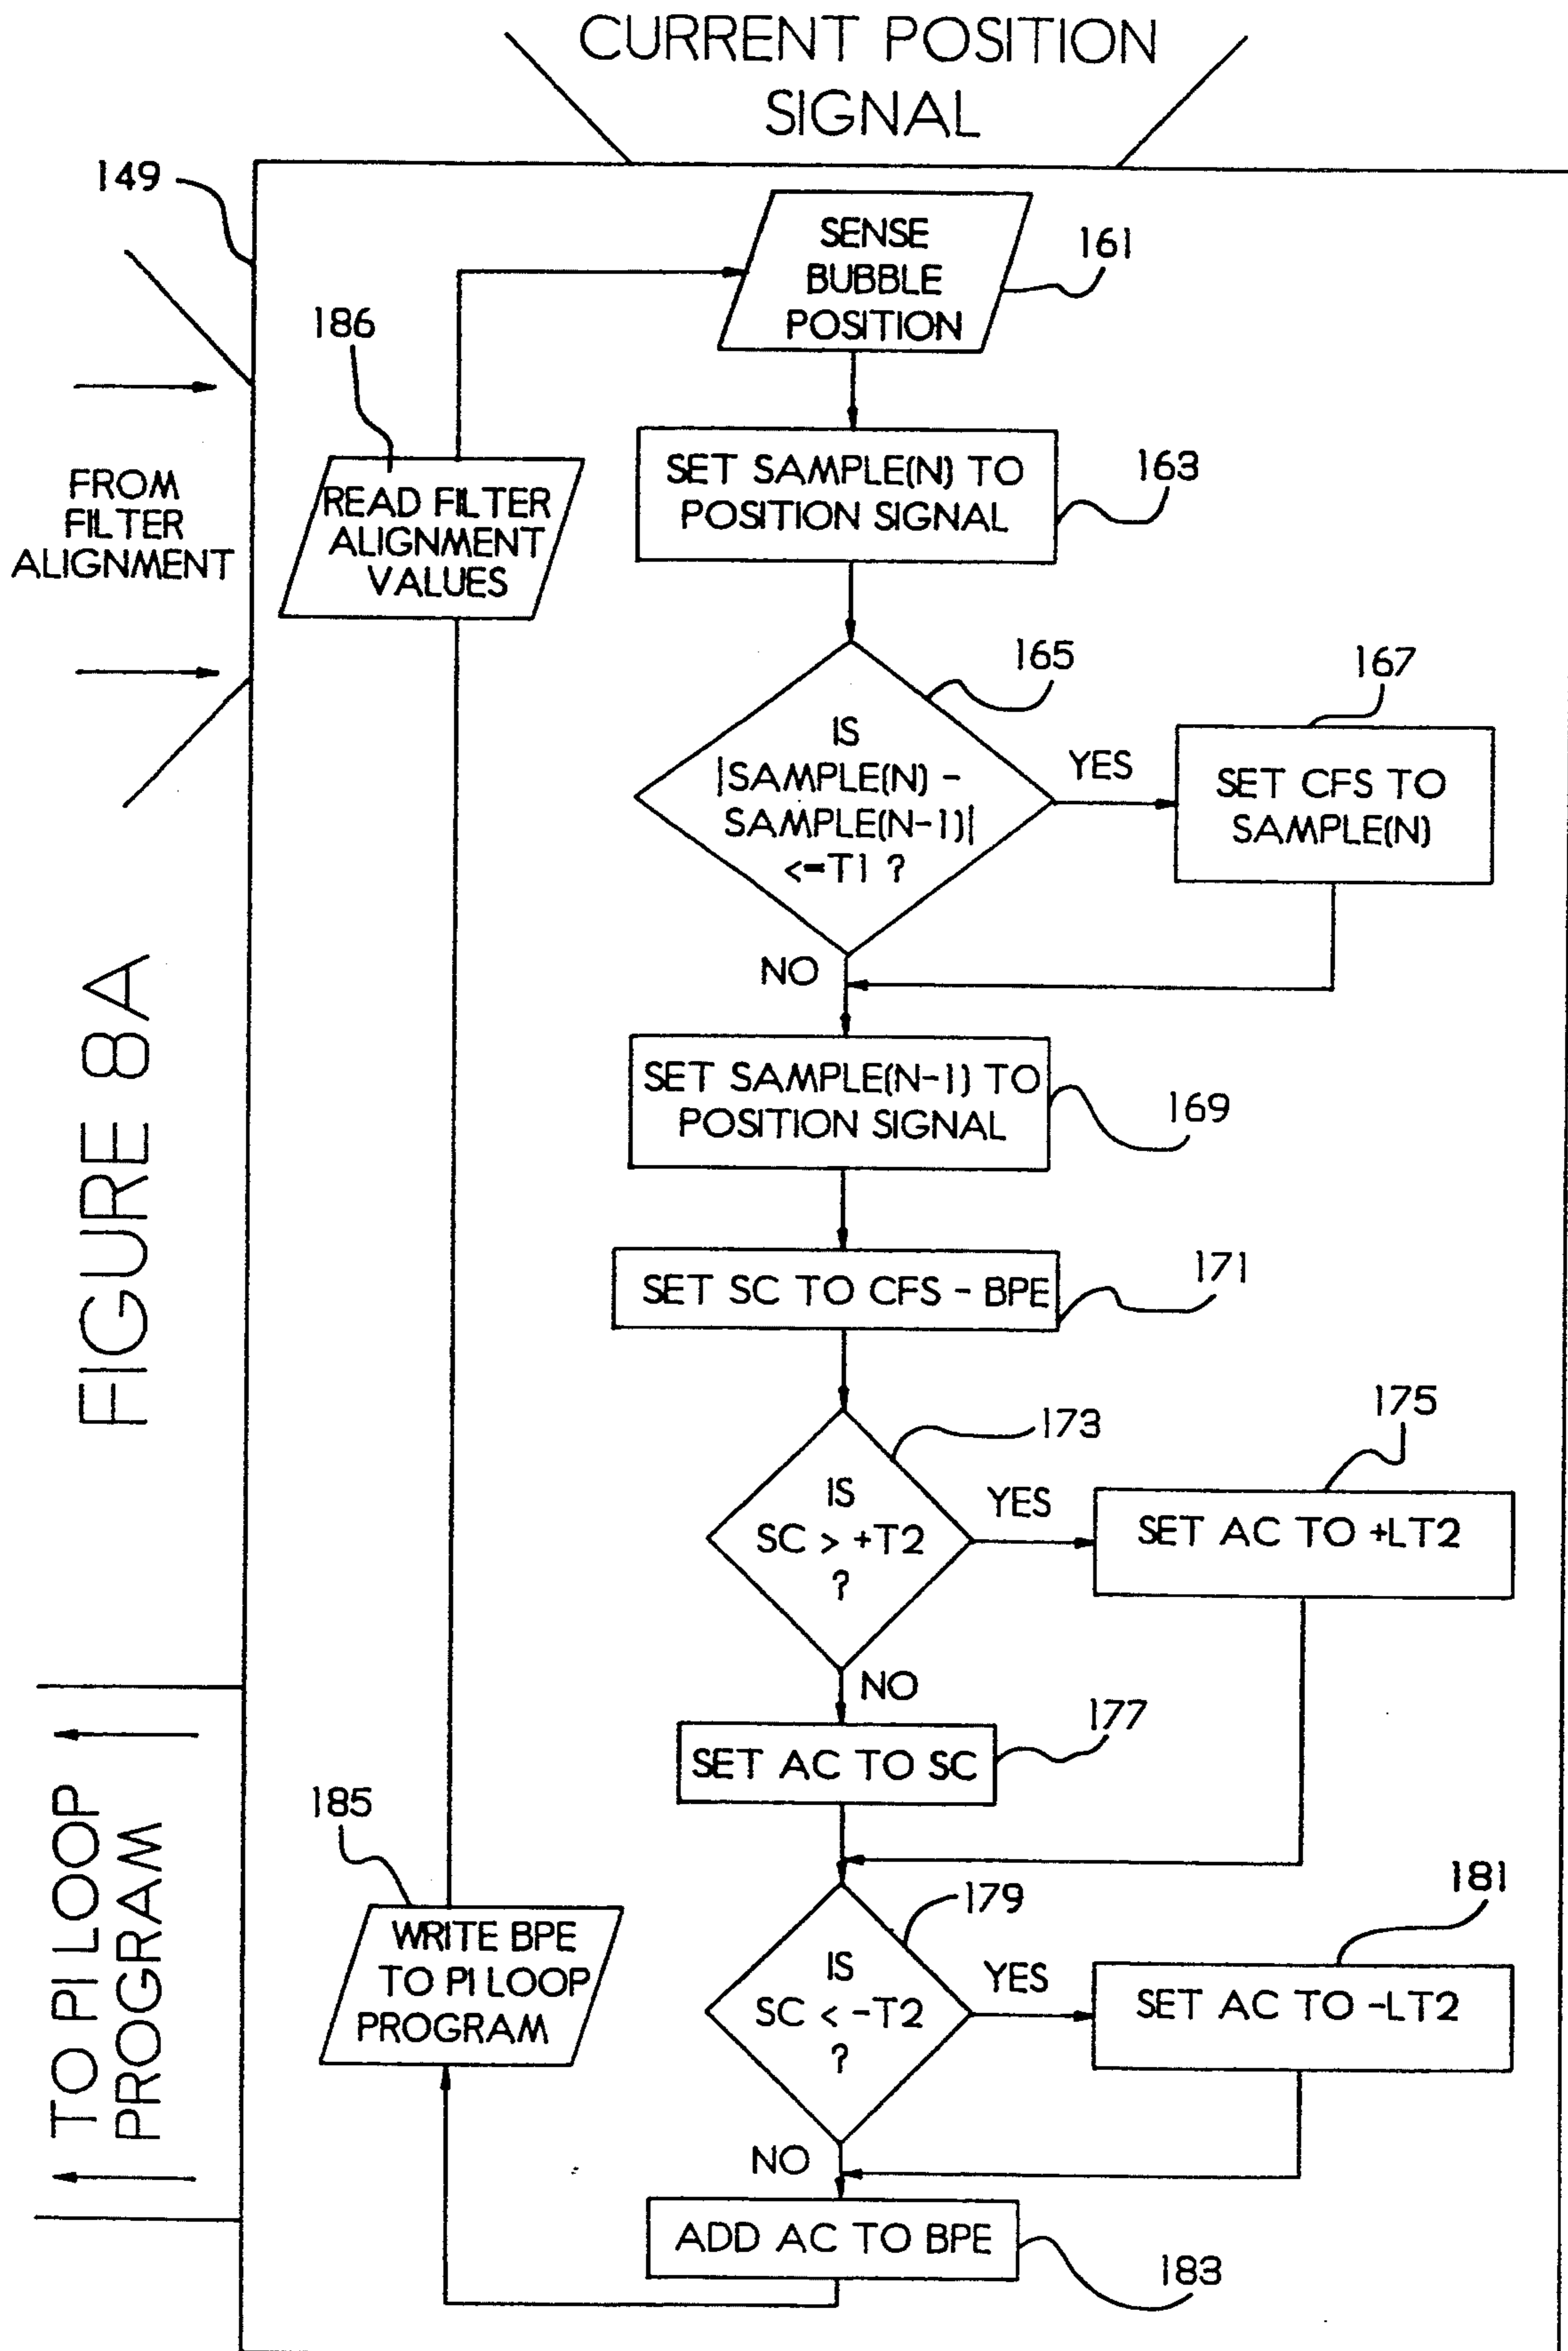 CURRENT POSITION
SIGNAL
149
SENSE
BUBBLE
POSITION
161
186
READ FILTER
ALIGNMENT
VALUES
FROM
FILTER
ALIGNMENT
SET SAMPLE(N) TO
POSITION SIGNAL
163
IS
|SAMPLE(N) -
SAMPLE(N-1)|
<=T1 ?
165
YES
167
SET CFS TO
SAMPLE(N)
NO
SET SAMPLE(N-1) TO
POSITION SIGNAL
169
FIGURE 8A
SET SC TO CFS - BPE
171
173
IS
SC > +T2
?
YES
175
SET AC TO +LT2
NO
177
SET AC TO SC
185
WRITE BPE
TO PI LOOP
PROGRAM
TO PI LOOP
PROGRAM
179
IS
SC < -T2
?
YES
181
SET AC TO -LT2
NO
ADD AC TO BPE
183